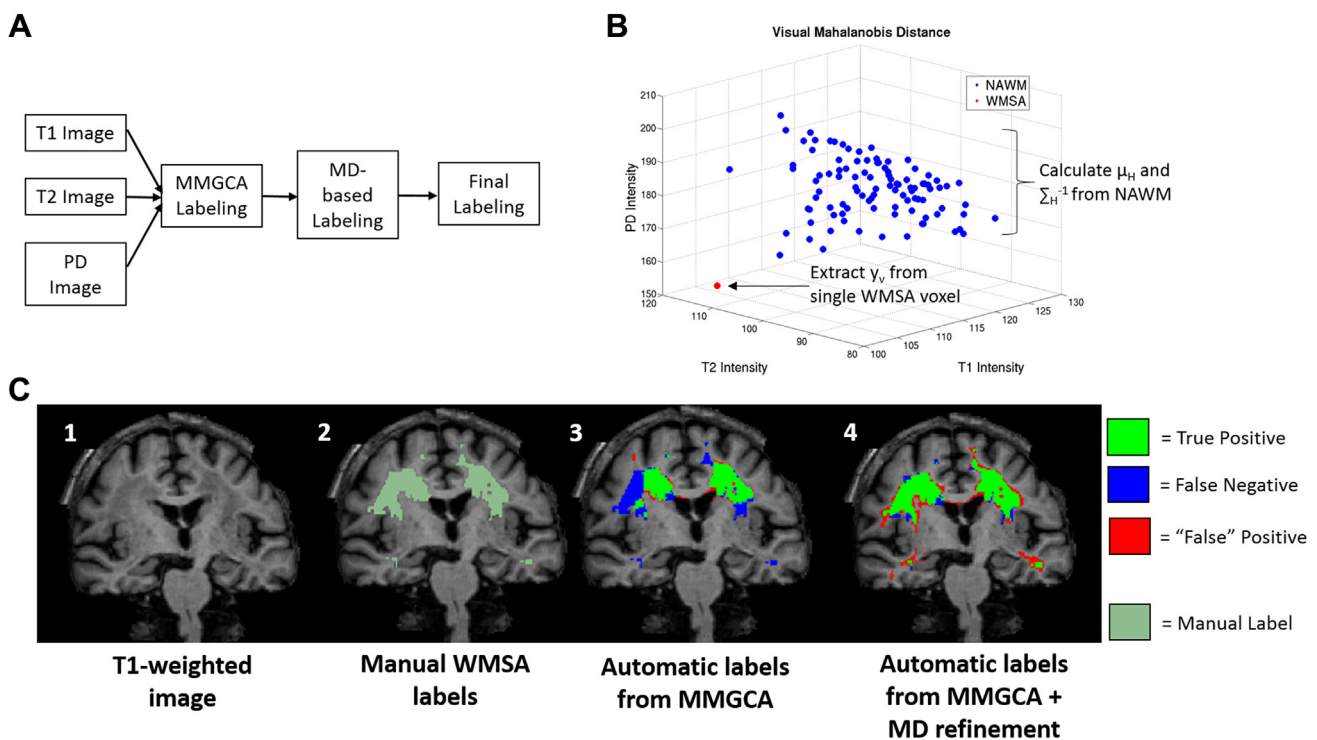 A
T1 Image
T2 Image
PD
Image
MMGCA
Labeling
MD-
based
Labeling
Final
Labeling
B
Visual Mahalanobis Distance
NAWM
WMSA
PD Intensity
210
200
190
180
170
160
150
120
110
100
90
80
T2 Intensity
100
105
110
115
120
125
130
T1 Intensity
Calculate μH and
∑H-1 from NAWM
Extract yv from
single WMSA voxel
C
1
2
3
4
= True Positive
= False Negative
= “False” Positive
= Manual Label
T1-weighted
image
Manual WMSA
labels
Automatic labels
from MMGCA
Automatic labels
from MMGCA +
MD refinement